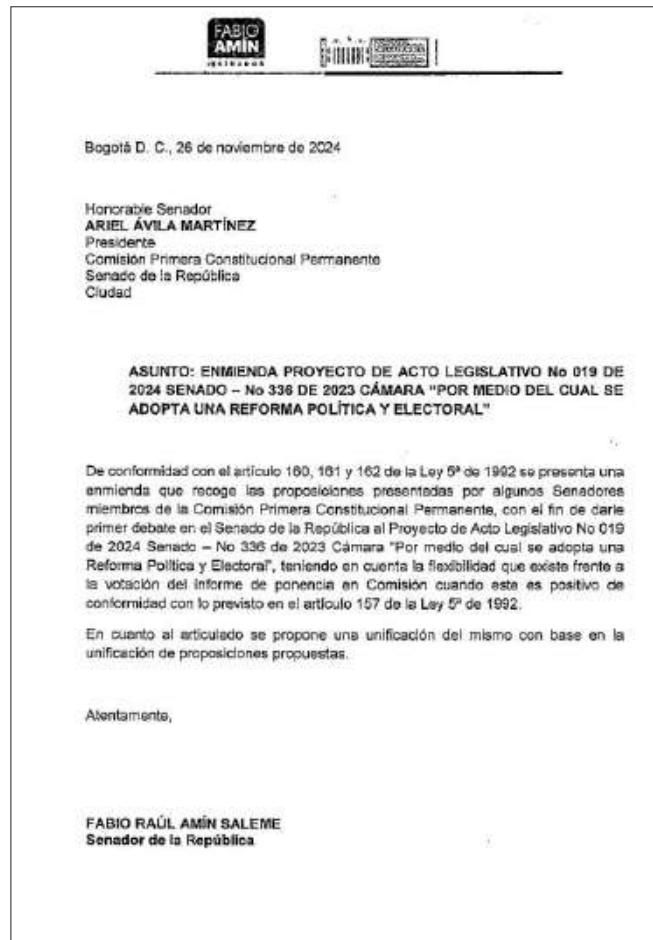 FABIO
AMÍN
Bogotá D. C., 26 de noviembre de 2024
Honorable Senador
ARIEL ÁVILA MARTÍNEZ
Presidente
Comisión Primera Constitucional Permanente
Senado de la República
Ciudad
ASUNTO: ENMIENDA PROYECTO DE ACTO LEGISLATIVO No 019 DE
2024 SENADO – No 336 DE 2023 CÁMARA "POR MEDIO DEL CUAL SE
ADOPTA UNA REFORMA POLÍTICA Y ELECTORAL"
De conformidad con el artículo 160, 161 y 162 de la Ley 5ª de 1992 se presenta una
enmienda que recoge las proposiciones presentadas por algunos Senadores
miembros de la Comisión Primera Constitucional Permanente, con el fin de darle
primer debate en el Senado de la República al Proyecto de Acto Legislativo No 019
de 2024 Senado – No 336 de 2023 Cámara "Por medio del cual se adopta una
Reforma Política y Electoral", teniendo en cuenta la flexibilidad que existe frente a
la votación del informe de ponencia en Comisión cuando este es positivo de
conformidad con lo previsto en el artículo 157 de la Ley 5ª de 1992.
En cuanto al articulado se propone una unificación del mismo con base en la
unificación de proposiciones propuestas.
Atentamente,
FABIO RAÚL AMÍN SALEME
Senador de la República